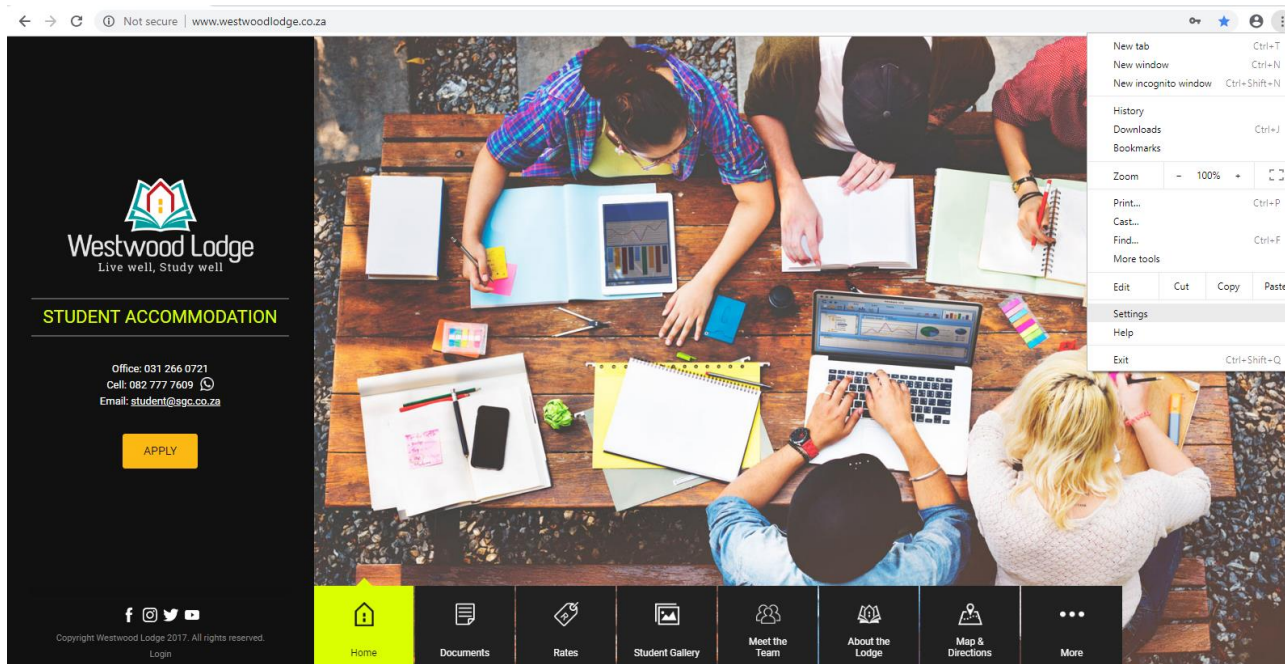 Not secure | www.westwoodlodge.co.za
New tab Ctrl+T
New window Ctrl+N
New incognito window Ctrl+Shift+N
History
Downloads Ctrl+J
Bookmarks
Zoom - 100% +
Print... Ctrl+P
Cast...
Find... Ctrl+F
More tools
Edit Cut Copy Paste
Settings
Help
Exit Ctrl+Shift+Q
Westwood Lodge
Live well, Study well
STUDENT ACCOMMODATION
Office: 031 266 0721
Cell: 082 777 7609
Email: student@sgc.co.za
APPLY
Copyright Westwood Lodge 2017. All rights reserved.
Login
Home
Documents
Rates
Student Gallery
Meet the
Team
About the
Lodge
Map &
Directions
More